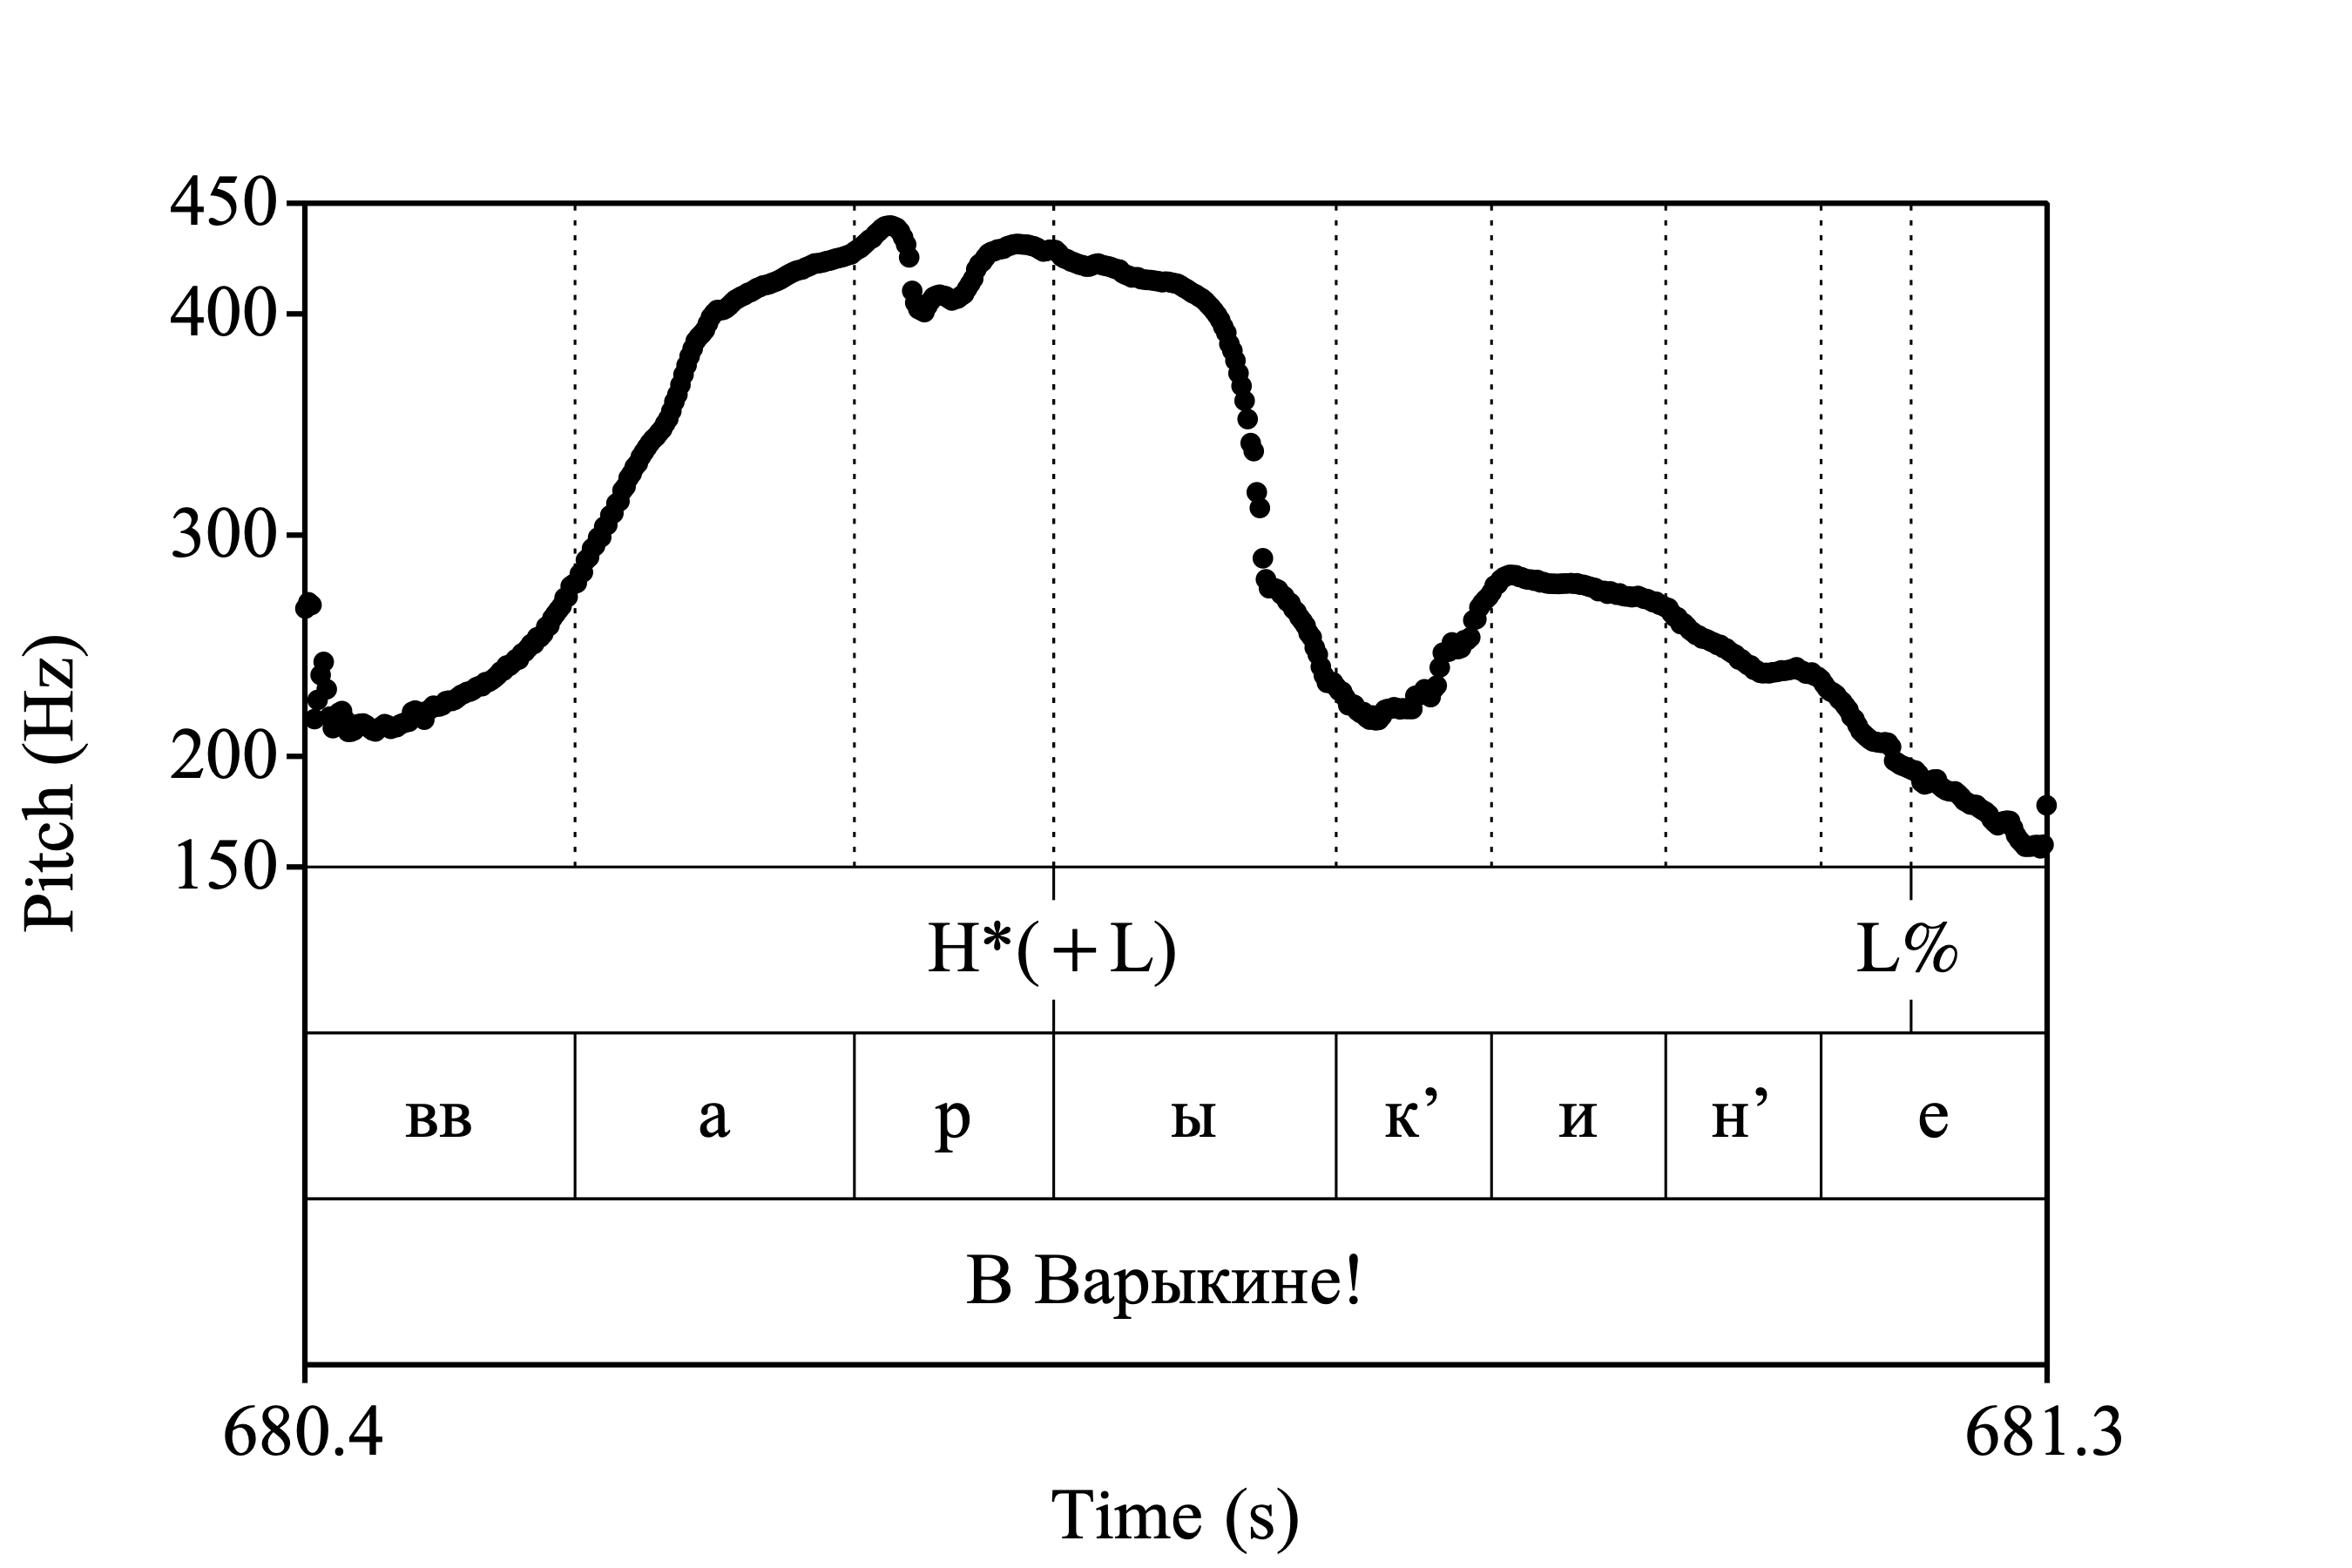 450
400
300
200
150
Pitch (Hz)
H*(+L) L%
вв а р ы к’ и н’ е
В Варыкине!
680.4 681.3
Time (s)